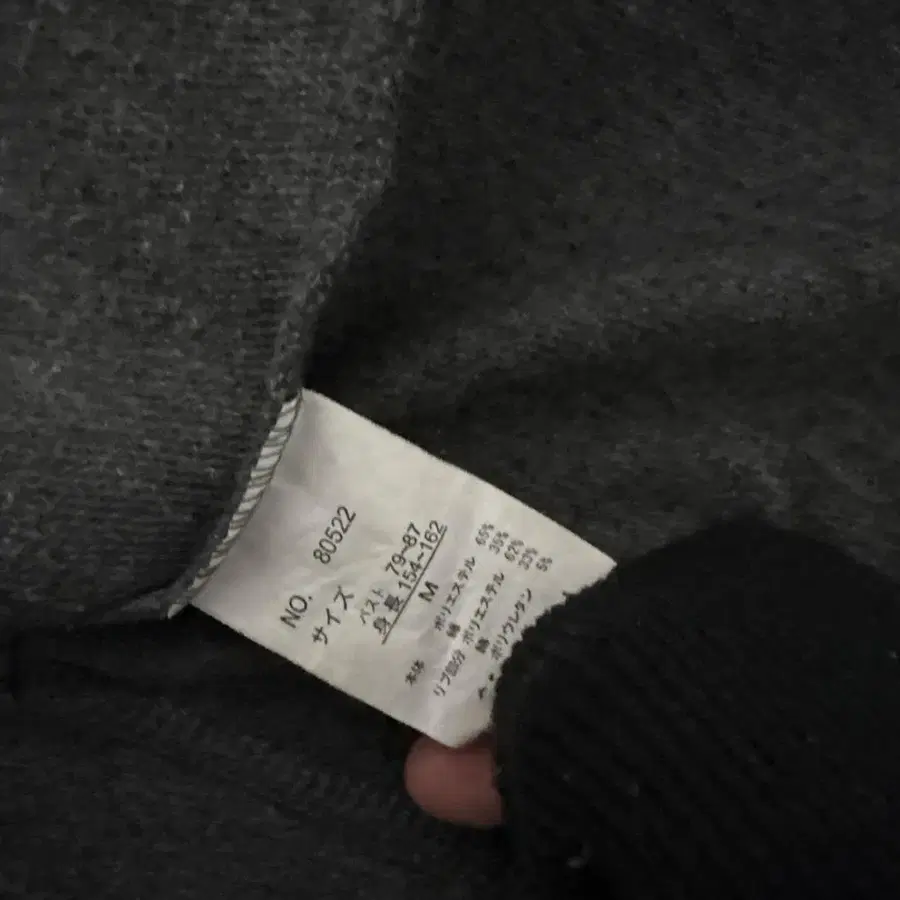 NO. 80522
サイズ
バスト 79~87
身長 154~162
M
本体 ポリエステル 65%
綿 35%
リブ部分 ポリエステル 62%
綿 33%
ポリウレタン 5%